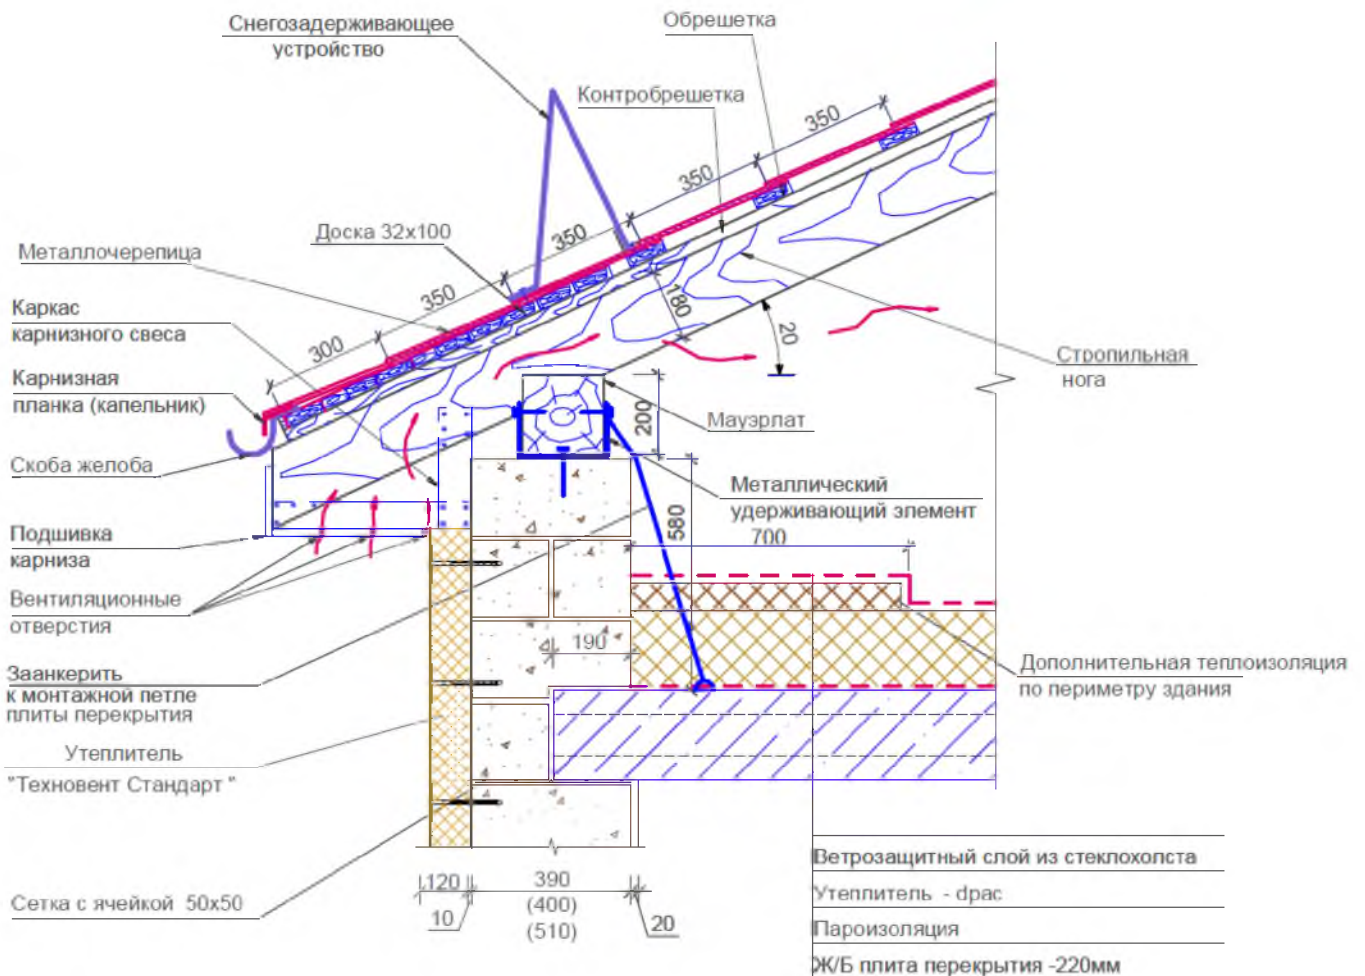 Снегозадерживающее
устройство
Обрешетка
Контробрешетка
350
350
350
350
300
Доска 32х100
Металлочерепица
Каркас
карнизного свеса
Карнизная
планка (капельник)
Скоба желоба
180
20
Стропильная
нога
200
Мауэрлат
Металлический
удерживающий элемент
580
700
Подшивка
карниза
Вентиляционные
отверстия
190
Заанкерить
к монтажной петле
плиты перекрытия
Дополнительная теплоизоляция
по периметру здания
Утеплитель
"Техновент Стандарт "
Сетка с ячейкой 50х50
120
390
(400)
(510)
10
20
Ветрозащитный слой из стеклохолста
Утеплитель - dрас
Пароизоляция
Ж/Б плита перекрытия -220мм